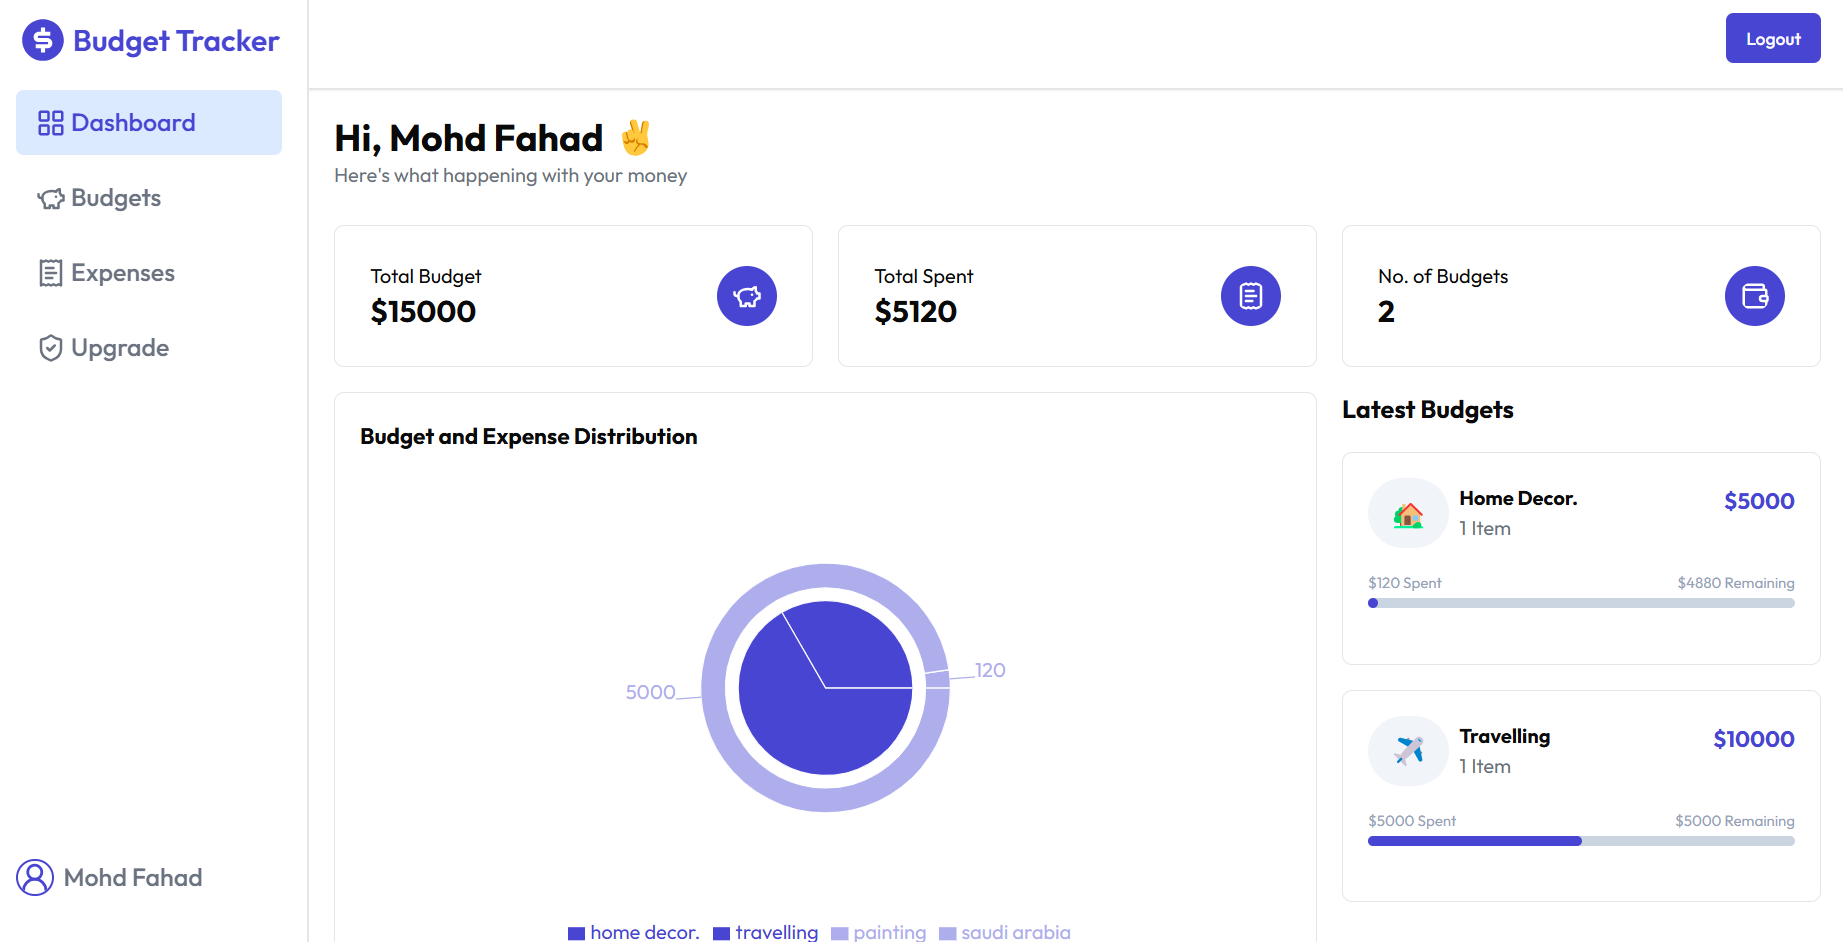 Budget Tracker
Logout
Dashboard
Budgets
Expenses
Upgrade
Mohd Fahad
Hi, Mohd Fahad ✌️
Here's what happening with your money
Total Budget
$15000
Total Spent
$5120
No. of Budgets
2
Budget and Expense Distribution
5000
120
home decor. travelling painting saudi arabia
Latest Budgets
Home Decor.
$5000
1 Item
$120 Spent
$4880 Remaining
Travelling
$10000
1 Item
$5000 Spent
$5000 Remaining